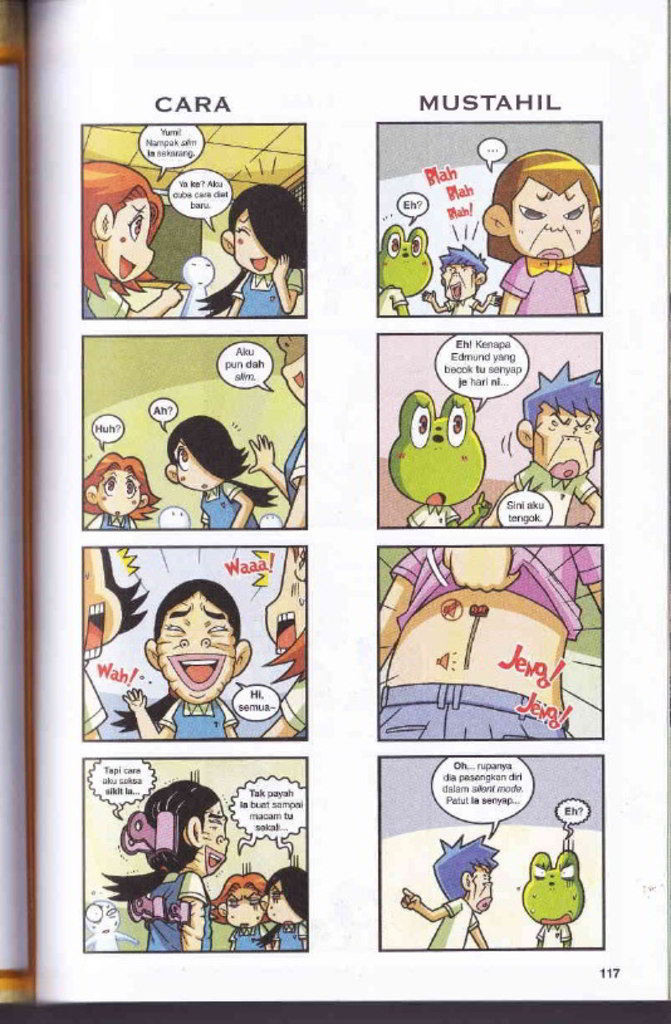 CARA
Yumi!
Nampak slim
la sekarang.
Ya ke? Aku
cuba cara diet
baru.
Aku
pun dah
slim.
Ah?
Huh?
Waaa!
Wah!
Hi,
semua~
Tapi cara
aku seksa
sikit la...
Tak payah
la buat sampai
macam tu
sekali...
MUSTAHIL
...
Blah
Blah
Blah!
Eh?
Eh! Kenapa
Edmund yang
becok tu senyap
je hari ni...
Sini aku
tengok.
Jeng!
Jeng!
Oh... rupanya
dia pasangkan diri
dalam silent mode.
Patut la senyap...
Eh?
117